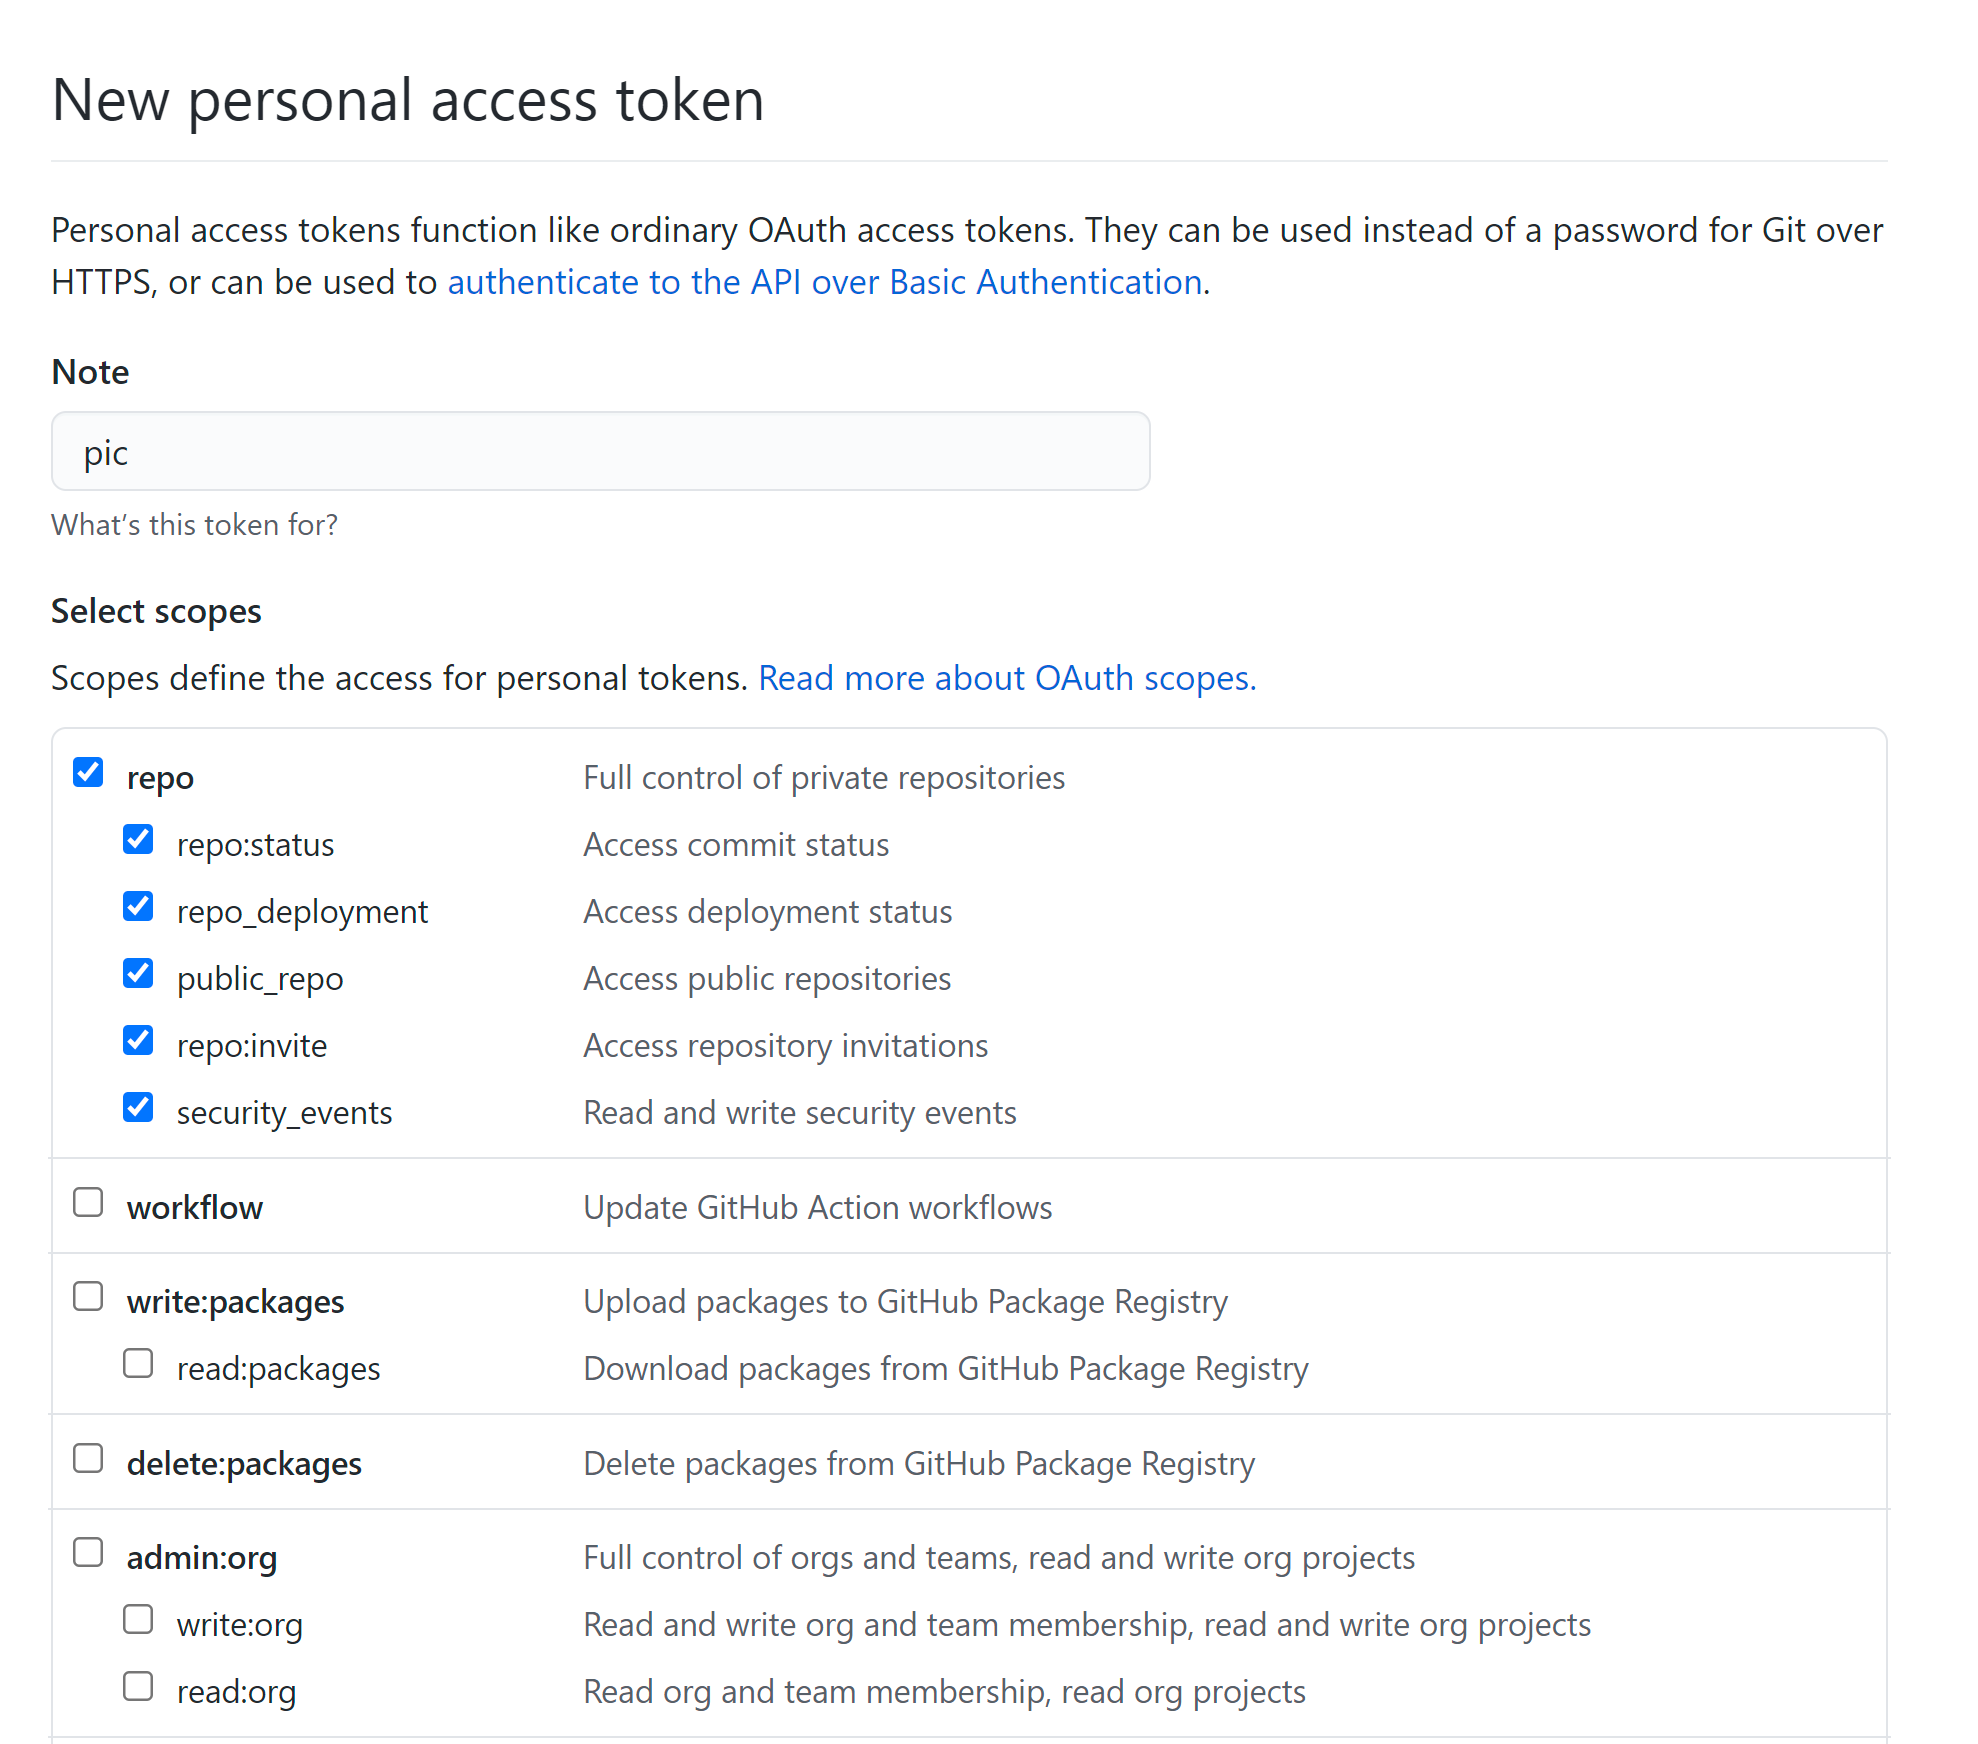 New personal access token
Personal access tokens function like ordinary OAuth access tokens. They can be used instead of a password for Git over
HTTPS, or can be used to authenticate to the API over Basic Authentication.
Note
pic
What's this token for?
Select scopes
Scopes define the access for personal tokens. Read more about OAuth scopes.
repo Full control of private repositories
repo:status Access commit status
repo_deployment Access deployment status
public_repo Access public repositories
repo:invite Access repository invitations
security_events Read and write security events
workflow Update GitHub Action workflows
write:packages Upload packages to GitHub Package Registry
read:packages Download packages from GitHub Package Registry
delete:packages Delete packages from GitHub Package Registry
admin:org Full control of orgs and teams, read and write org projects
write:org Read and write org and team membership, read and write org projects
read:org Read org and team membership, read org projects